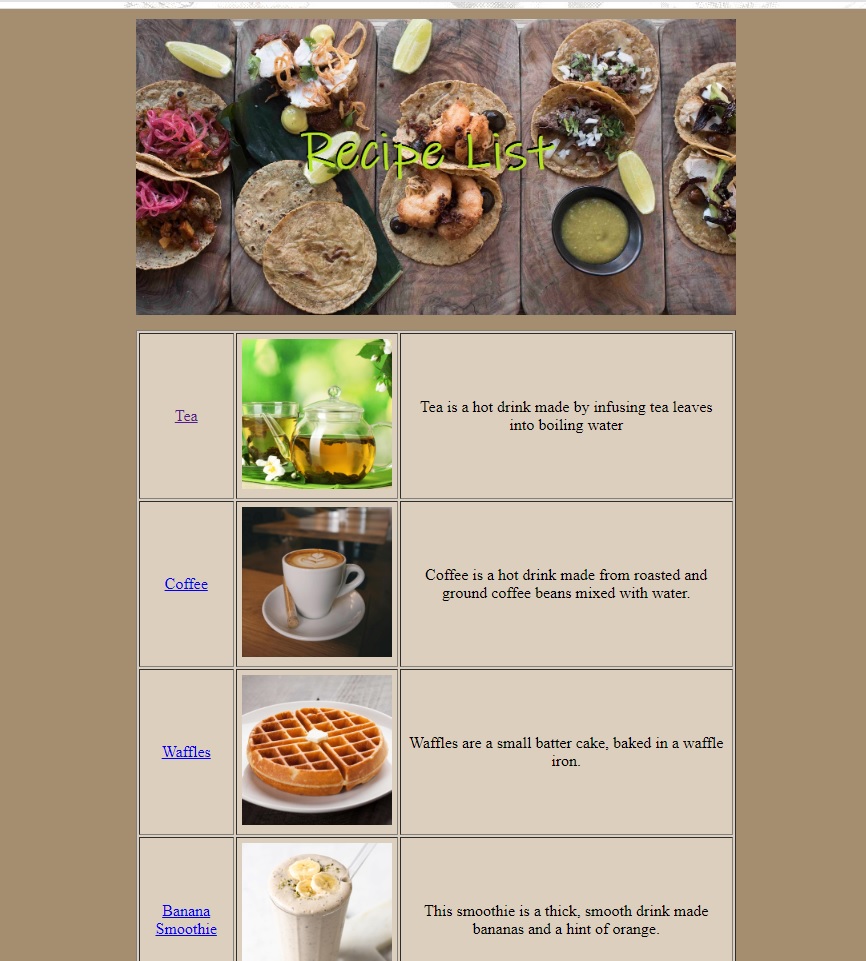 Recipe List
Tea
Tea is a hot drink made by infusing tea leaves
into boiling water
Coffee
Coffee is a hot drink made from roasted and
ground coffee beans mixed with water.
Waffles
Waffles are a small batter cake, baked in a waffle
iron.
Banana
Smoothie
This smoothie is a thick, smooth drink made
bananas and a hint of orange.